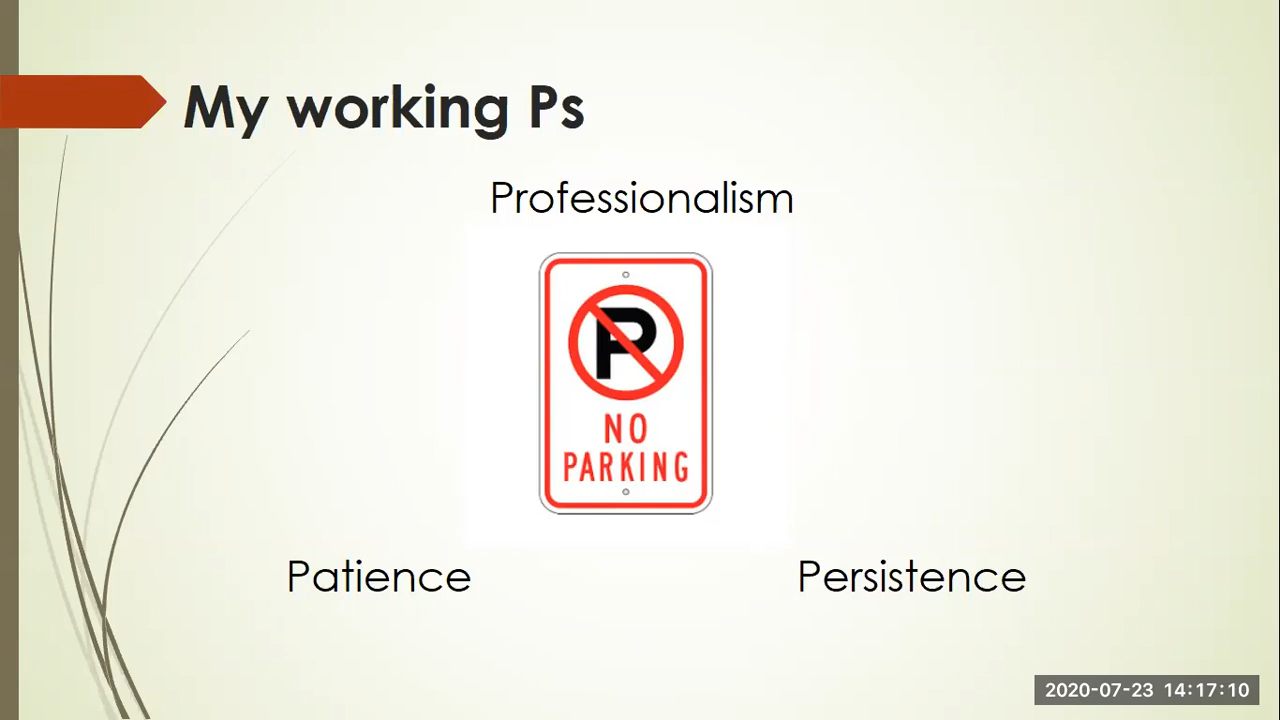 My working Ps
Professionalism
P
NO
PARKING
Patience
Persistence
2020-07-23 14:17:10